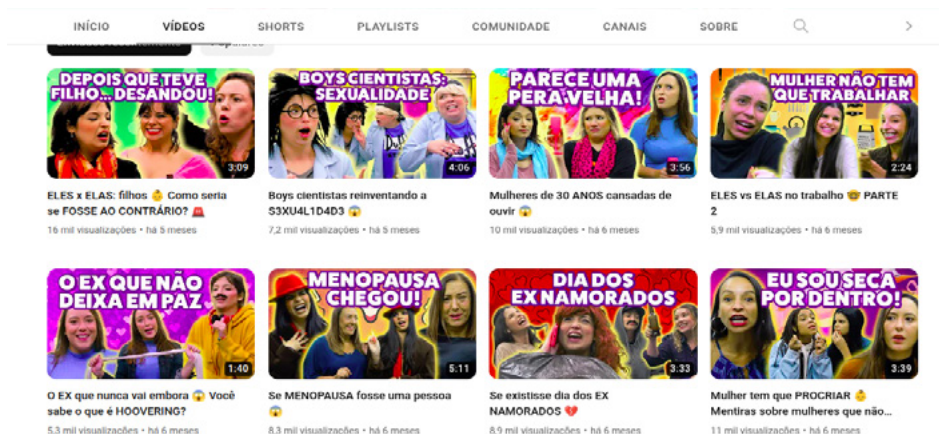 INÍCIO VÍDEOS SHORTS PLAYLISTS COMUNIDADE CANAIS SOBRE
DEPOIS QUE TEVE
FILHO... DESANDOU!
3:09
BOYS CIENTISTAS:
SEXUALIDADE
4:06
PARECE UMA
PERA VELHA!
3:56
MULHER NÃO TEM
QUE TRABALHAR
2:24
ELES x ELAS: filhos 👶 Como seria
se FOSSE AO CONTRÁRIO? 🚨
16 mil visualizações • há 5 meses
Boys cientistas reinventando a
S3XU4L1D4D3 😱
7,2 mil visualizações • há 5 meses
Mulheres de 30 ANOS cansadas de
ouvir 😱
10 mil visualizações • há 6 meses
ELES vs ELAS no trabalho 🤓 PARTE
2
5,9 mil visualizações • há 6 meses
O EX QUE NÃO
DEIXA EM PAZ
1:40
MENOPAUSA
CHEGOU!
5:11
DIA DOS
EX NAMORADOS
3:33
EU SOU SECA
POR DENTRO!
3:39
O EX que nunca vai embora 😱 Você
sabe o que é HOOVERING?
5,3 mil visualizações • há 6 meses
Se MENOPAUSA fosse uma pessoa
😱
8,3 mil visualizações • há 6 meses
Se existisse dia dos EX
NAMORADOS 💔
8,9 mil visualizações • há 6 meses
Mulher tem que PROCRIAR 👶
Mentiras sobre mulheres que não...
11 mil visualizações • há 6 meses